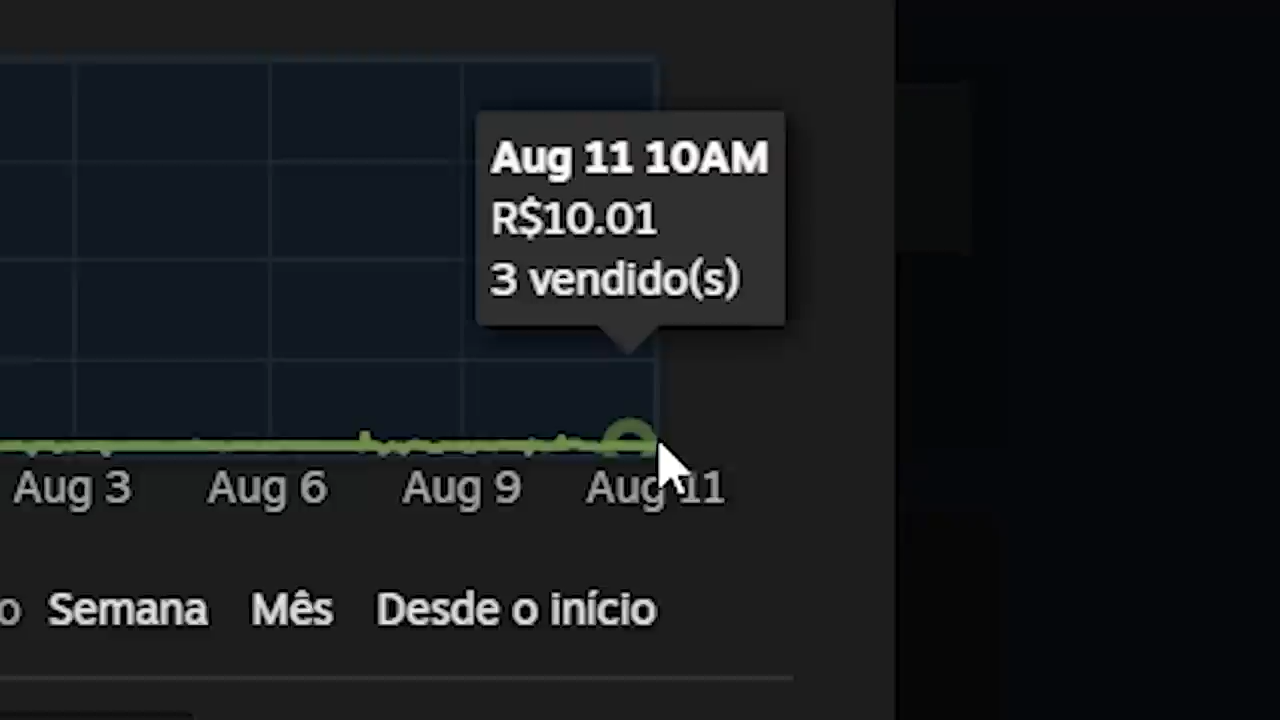 Aug 11 10AM
R$10.01
3 vendido(s)
Aug 3 Aug 6 Aug 9 Aug 11
o Semana Mês Desde o início